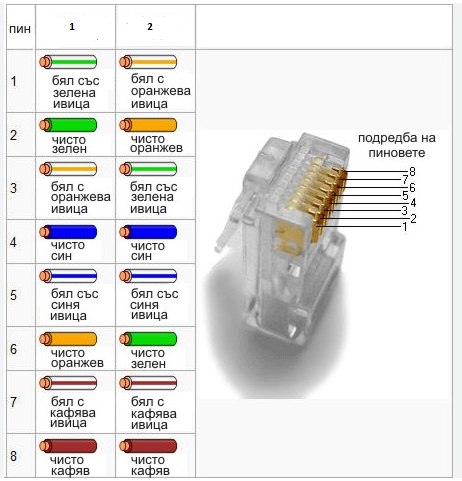 пин 1 2
1
бял със
зелена
ивица
бял с
оранжева
ивица
2
чисто
зелен
чисто
оранжев
3
бял с
оранжева
ивица
бял със
зелена
ивица
4
чисто
син
чисто
син
5
бял със
синя
ивица
бял със
синя
ивица
6
чисто
оранжев
чисто
зелен
7
бял с
кафява
ивица
бял с
кафява
ивица
8
чисто
кафяв
чисто
кафяв
подредба на
пиновете
8
7
6
5
4
3
2
1